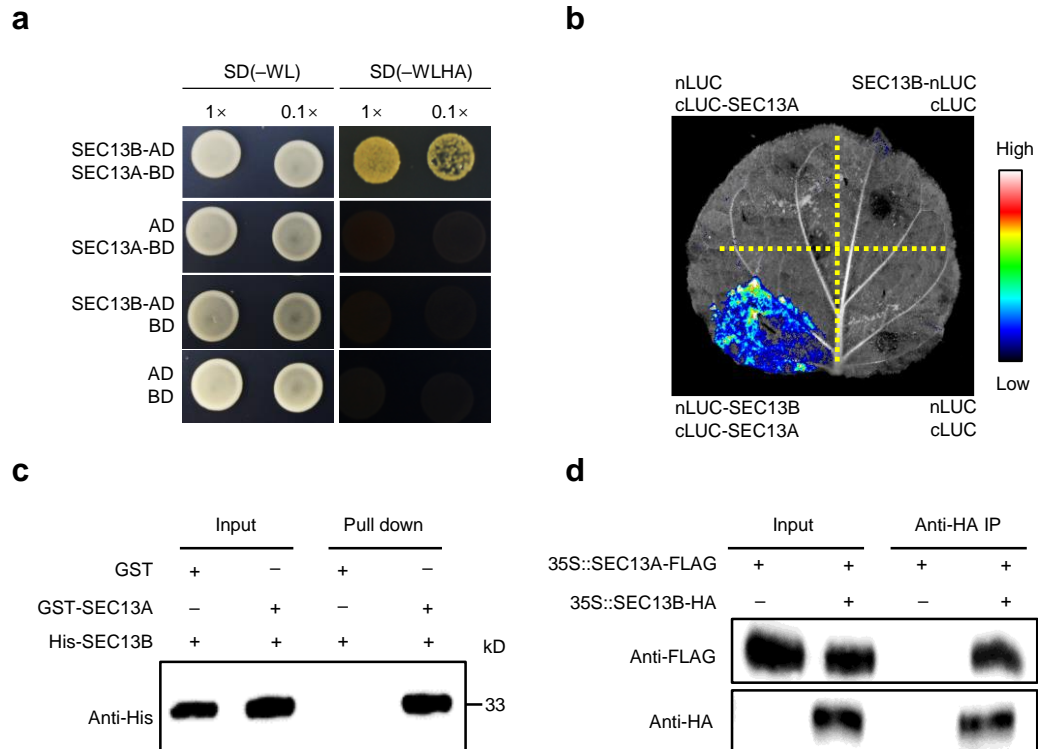 a
SD(–WL) SD(–WLHA)
1× 0.1× 1× 0.1×
SEC13B-AD
SEC13A-BD
AD
SEC13A-BD
SEC13B-AD
BD
AD
BD
b
nLUC SEC13B-nLUC
cLUC-SEC13A cLUC
High
Low
nLUC-SEC13B nLUC
cLUC-SEC13A cLUC
c
Input Pull down
GST + – + –
GST-SEC13A – + – +
His-SEC13B + + + + kD
Anti-His 33
d
Input Anti-HA IP
35S::SEC13A-FLAG + + + +
35S::SEC13B-HA – + – +
Anti-FLAG
Anti-HA